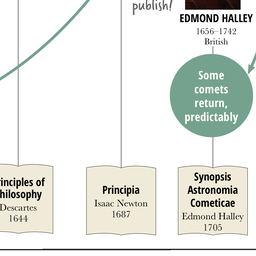 publish!
EDMOND HALLEY
1656–1742
British
Some
comets
return,
predictably
inciples of
hilosophy
Descartes
1644
Principia
Isaac Newton
1687
Synopsis
Astronomia
Cometicae
Edmond Halley
1705